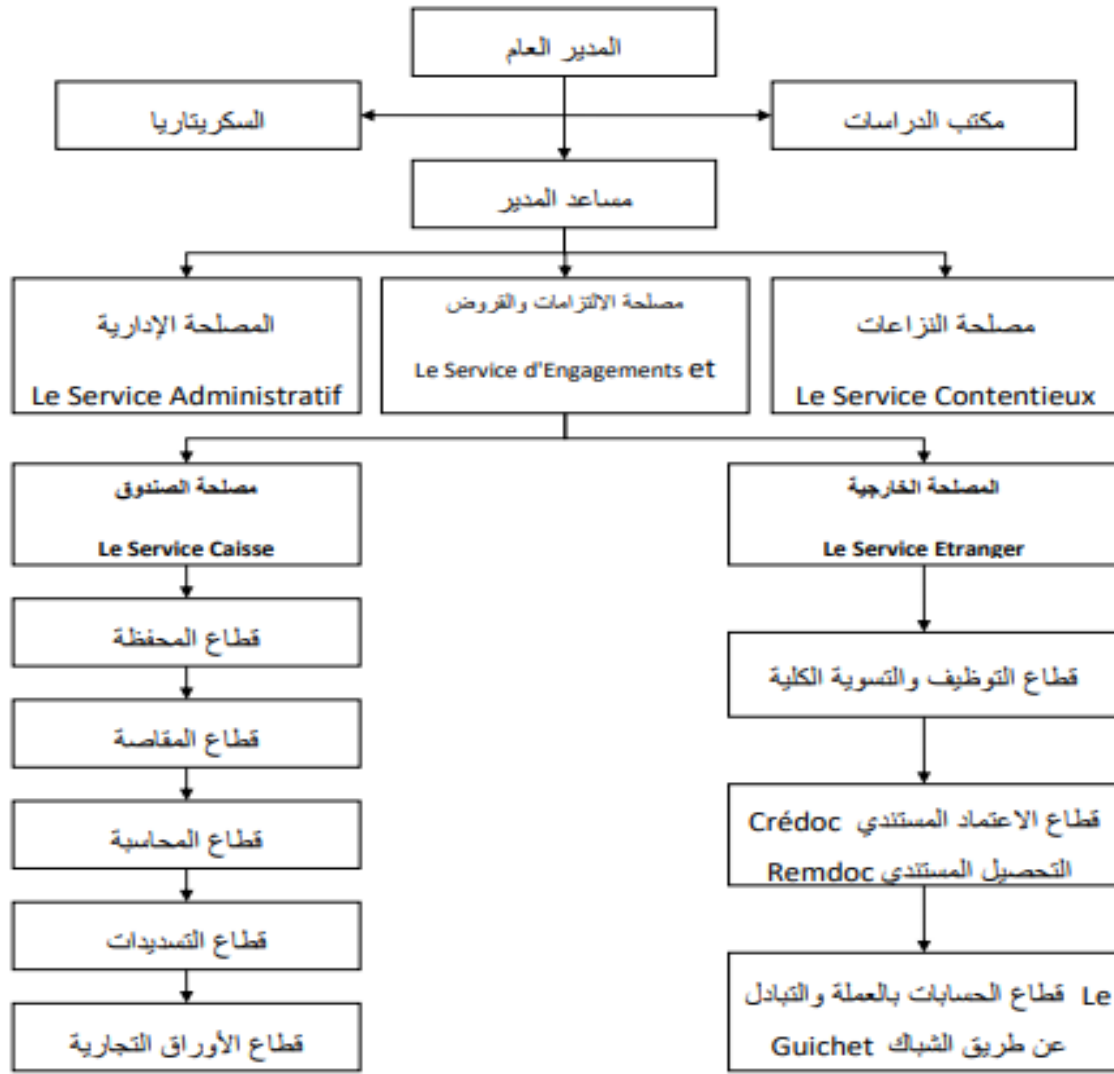 المدير العام
مكتب الدراسات
السكريتاريا
مساعد المدير
مصلحة النزاعات
Le Service Contentieux
مصلحة الالتزامات والقروض
Le Service d'Engagements et
المصلحة الإدارية
Le Service Administratif
المصلحة الخارجية
Le Service Etranger
قطاع التوظيف والتسوية الكلية
قطاع الاعتماد المستندي Crédoc
التحصيل المستندي Remdoc
قطاع الحسابات بالعملة والتبادل Le
عن طريق الشباك Guichet
مصلحة الصندوق
Le Service Caisse
قطاع المحفظة
قطاع المقاصة
قطاع المحاسبة
قطاع التسديدات
قطاع الأوراق التجارية